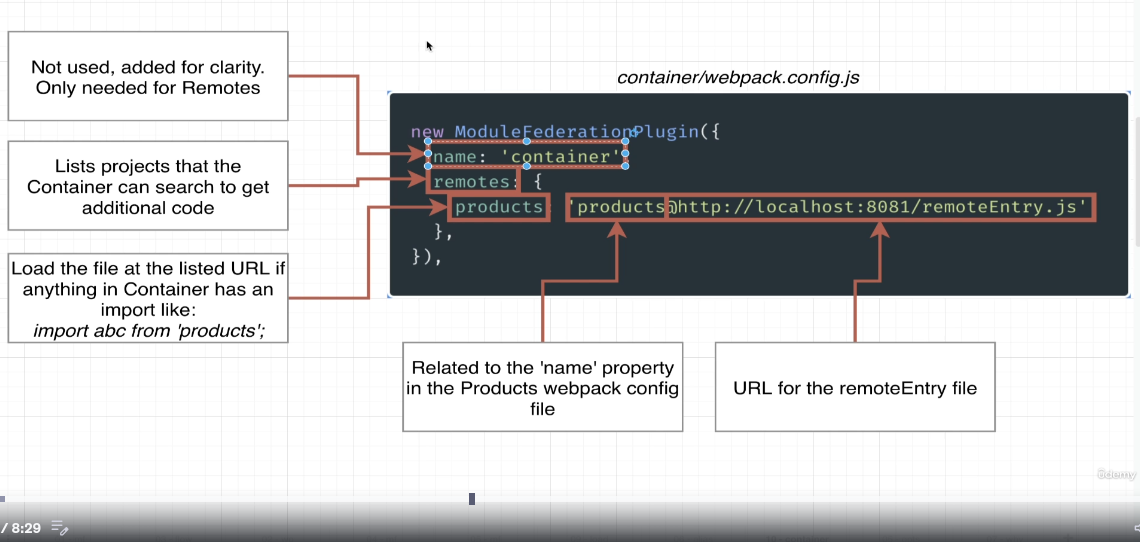 container/webpack.config.js
Not used, added for clarity.
Only needed for Remotes
Lists projects that the
Container can search to get
additional code
Load the file at the listed URL if
anything in Container has an
import like:
import abc from 'products';
new ModuleFederationPlugin({
name: 'container'
remotes: {
products 'products@http://localhost:8081/remoteEntry.js'
},
}),
Related to the 'name' property
in the Products webpack config
file
URL for the remoteEntry file
ûdemy
/ 8:29